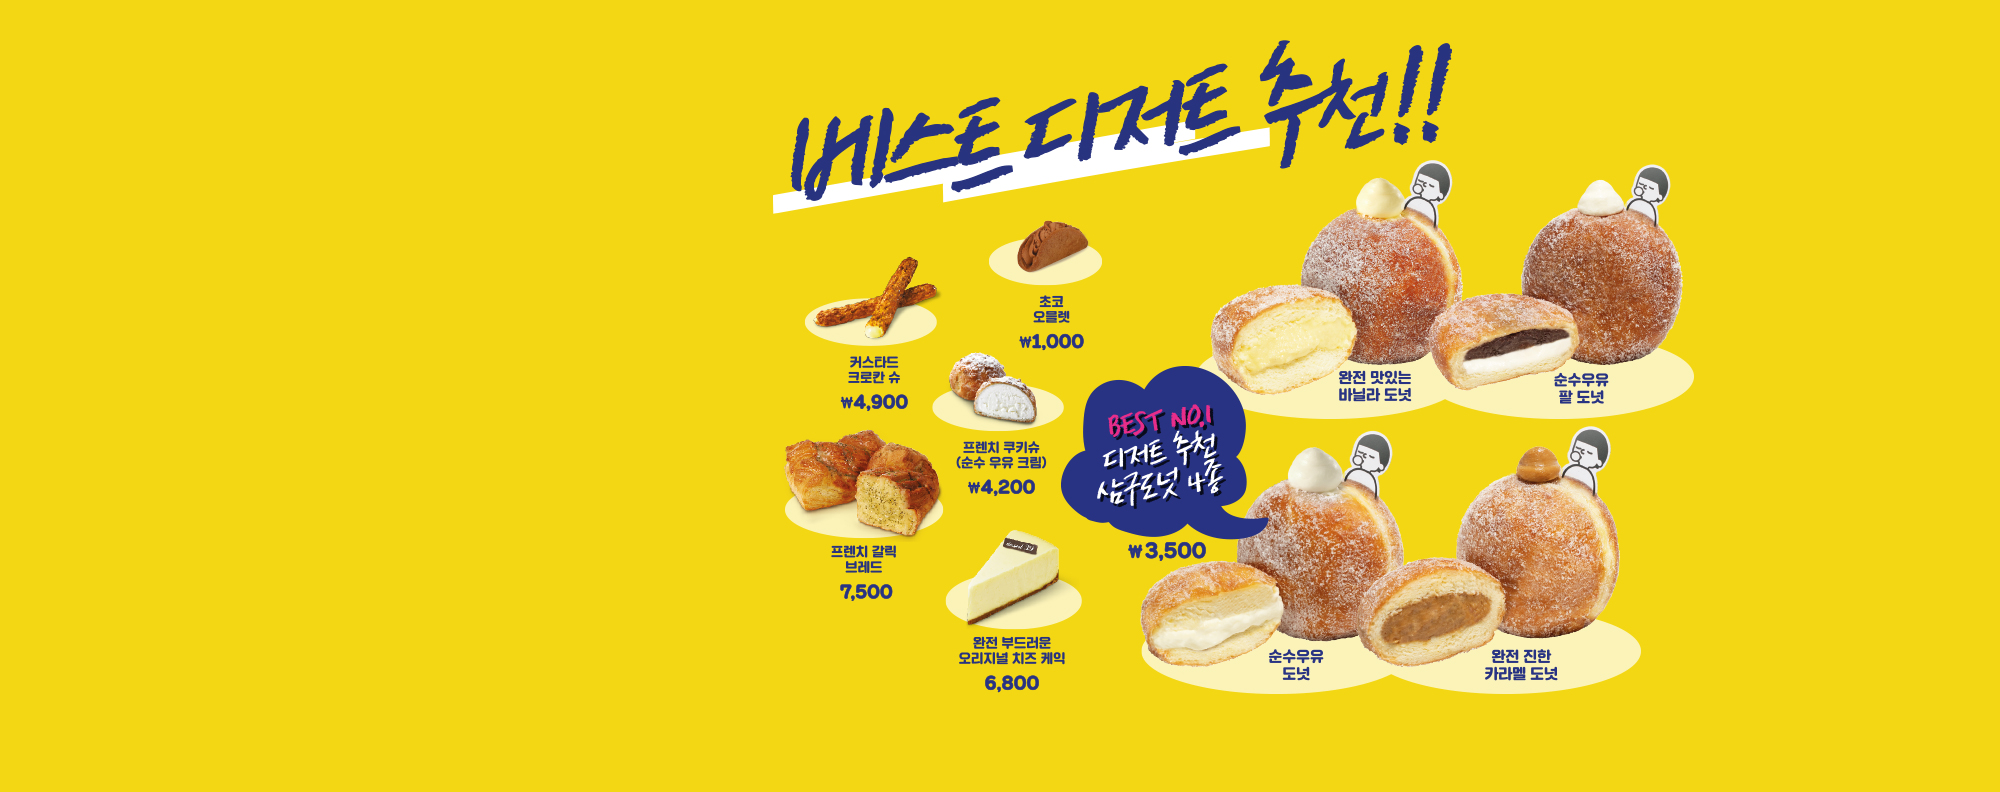 베스트 디저트 추천!!
초코
오믈렛
₩1,000
커스타드
크로칸 슈
₩4,900
프렌치 쿠키슈
(순수 우유 크림)
₩4,200
프렌치 갈릭
브레드
7,500
완전 부드러운
오리지널 치즈 케익
6,800
BEST NO.1
디저트 추천
삼구도넛 4종
₩3,500
완전 맛있는
바닐라 도넛
순수우유
팥 도넛
순수우유
도넛
완전 진한
카라멜 도넛